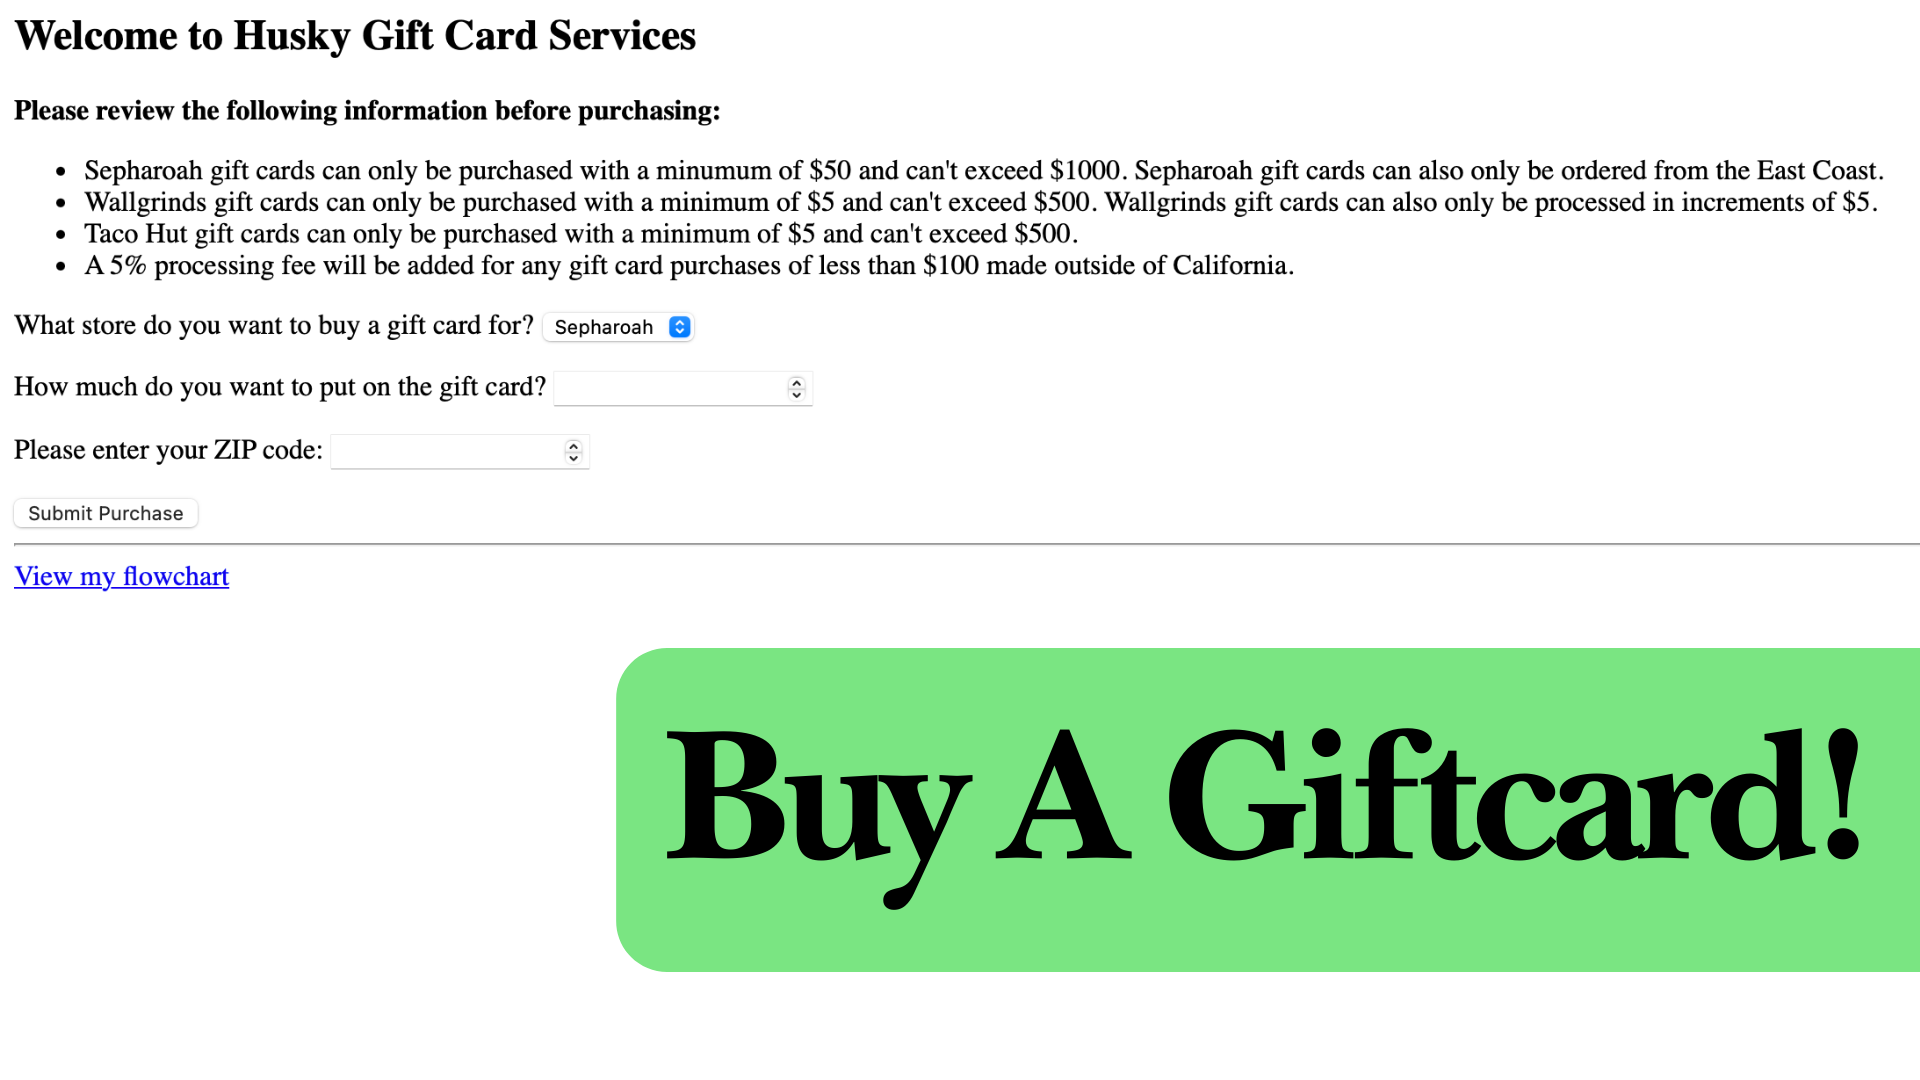 Welcome to Husky Gift Card Services
Please review the following information before purchasing:
• Sepharoah gift cards can only be purchased with a minumum of $50 and can't exceed $1000. Sepharoah gift cards can also only be ordered from the East Coast.
• Wallgrinds gift cards can only be purchased with a minimum of $5 and can't exceed $500. Wallgrinds gift cards can also only be processed in increments of $5.
• Taco Hut gift cards can only be purchased with a minimum of $5 and can't exceed $500.
• A 5% processing fee will be added for any gift card purchases of less than $100 made outside of California.
What store do you want to buy a gift card for? Sepharoah
How much do you want to put on the gift card?
Please enter your ZIP code:
Submit Purchase
View my flowchart
Buy A Giftcard!